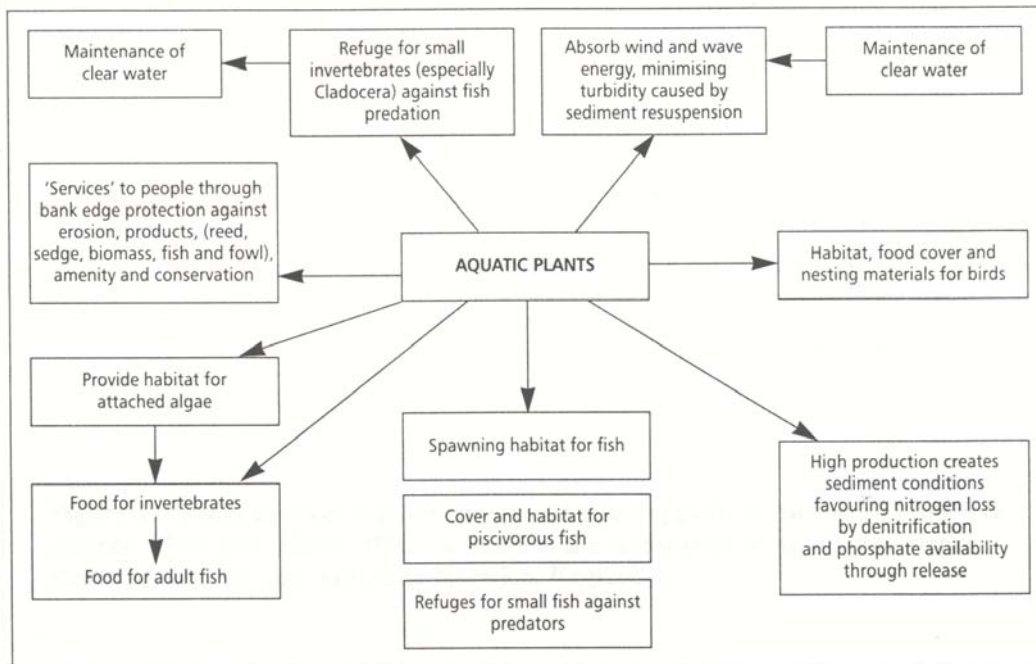 Maintenance of
clear water
Refuge for small
invertebrates (especially
Cladocera) against fish
predation
Absorb wind and wave
energy, minimising
turbidity caused by
sediment resuspension
Maintenance of
clear water
'Services' to people through
bank edge protection against
erosion, products, (reed,
sedge, biomass, fish and fowl),
amenity and conservation
AQUATIC PLANTS
Habitat, food cover and
nesting materials for birds
Provide habitat for
attached algae
Food for invertebrates
Food for adult fish
Spawning habitat for fish
Cover and habitat for
piscivorous fish
Refuges for small fish against
predators
High production creates
sediment conditions
favouring nitrogen loss
by denitrification
and phosphate availability
through release